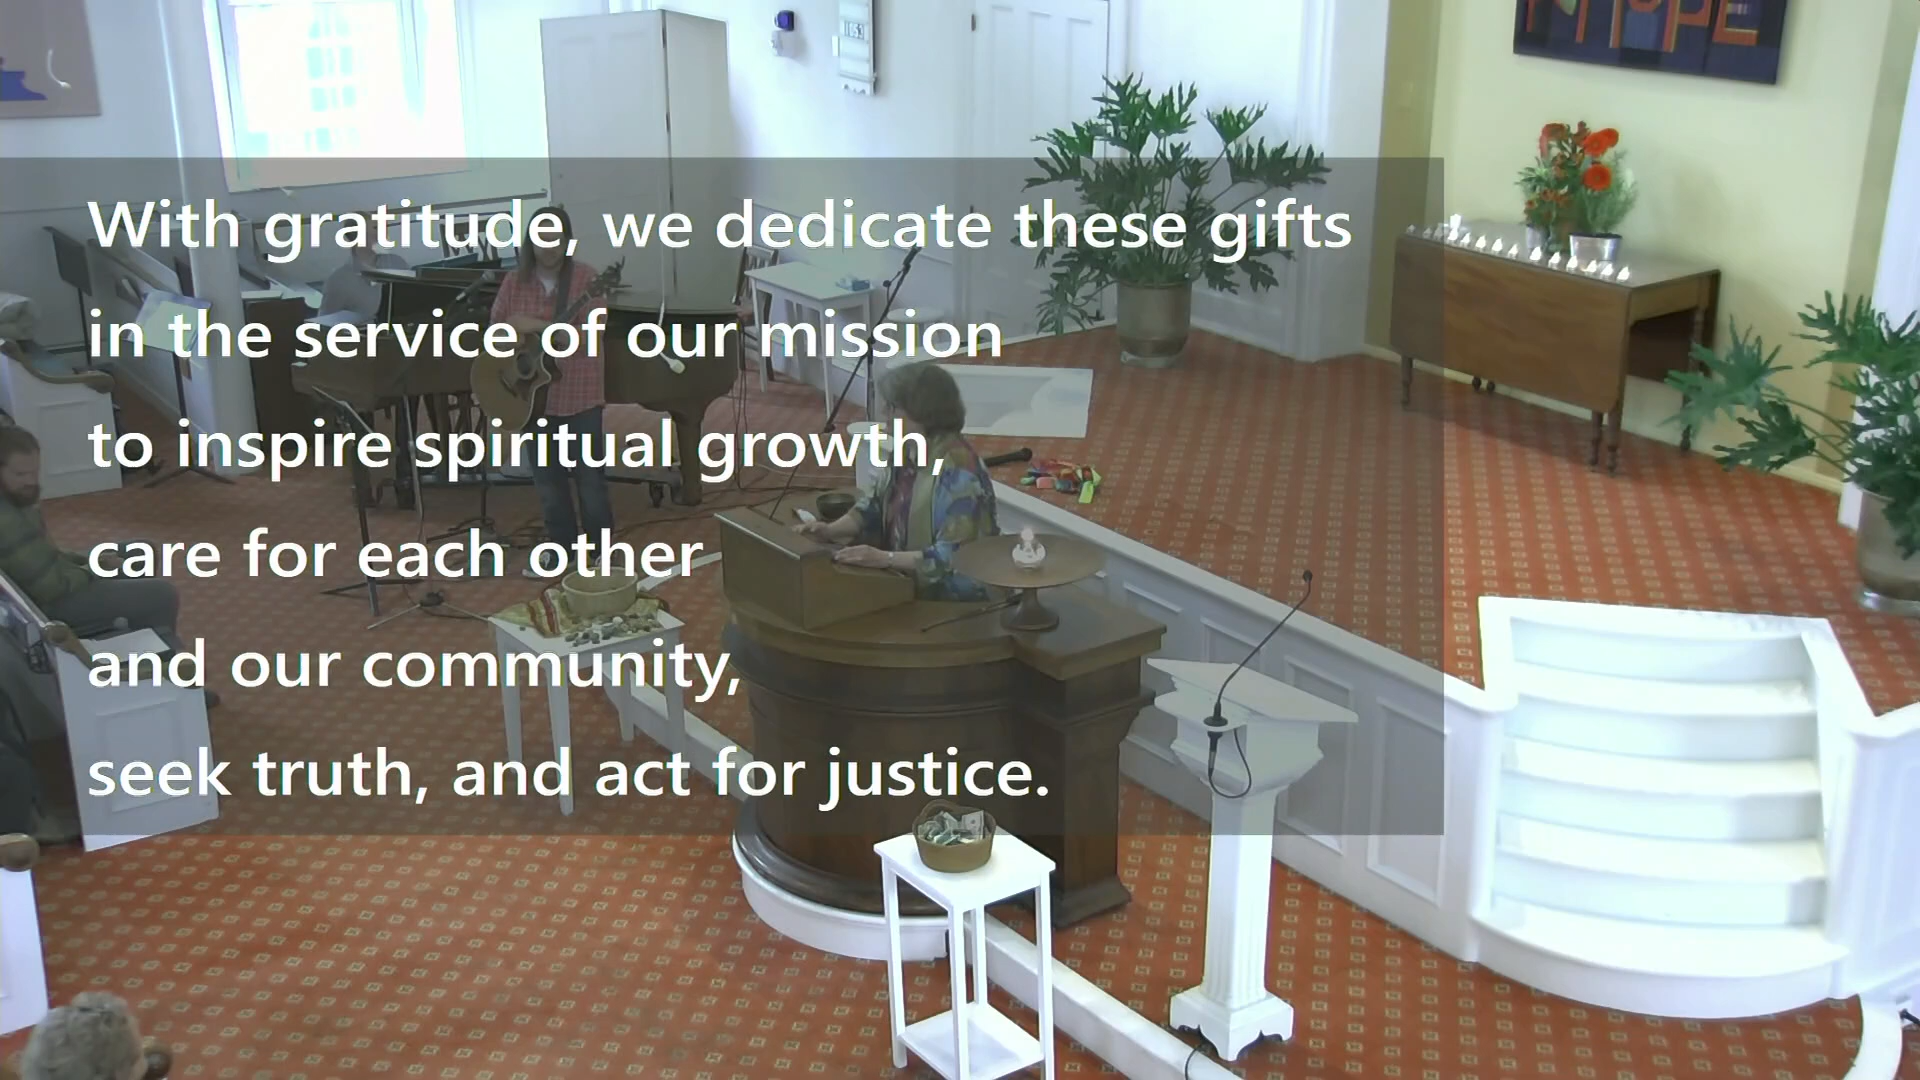 HOPE
With gratitude, we dedicate these gifts
in the service of our mission
to inspire spiritual growth,
care for each other
and our community,
seek truth, and act for justice.